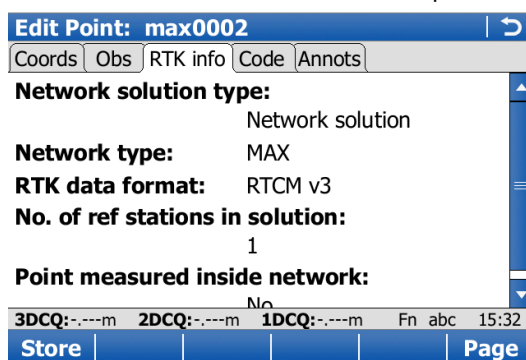 Edit Point: max0002
Coords Obs RTK info Code Annots
Network solution type:
Network solution
Network type: MAX
RTK data format: RTCM v3
No. of ref stations in solution:
1
Point measured inside network:
No
3DCQ:-.---m 2DCQ:-.---m 1DCQ:-.---m Fn abc 15:32
Store Page